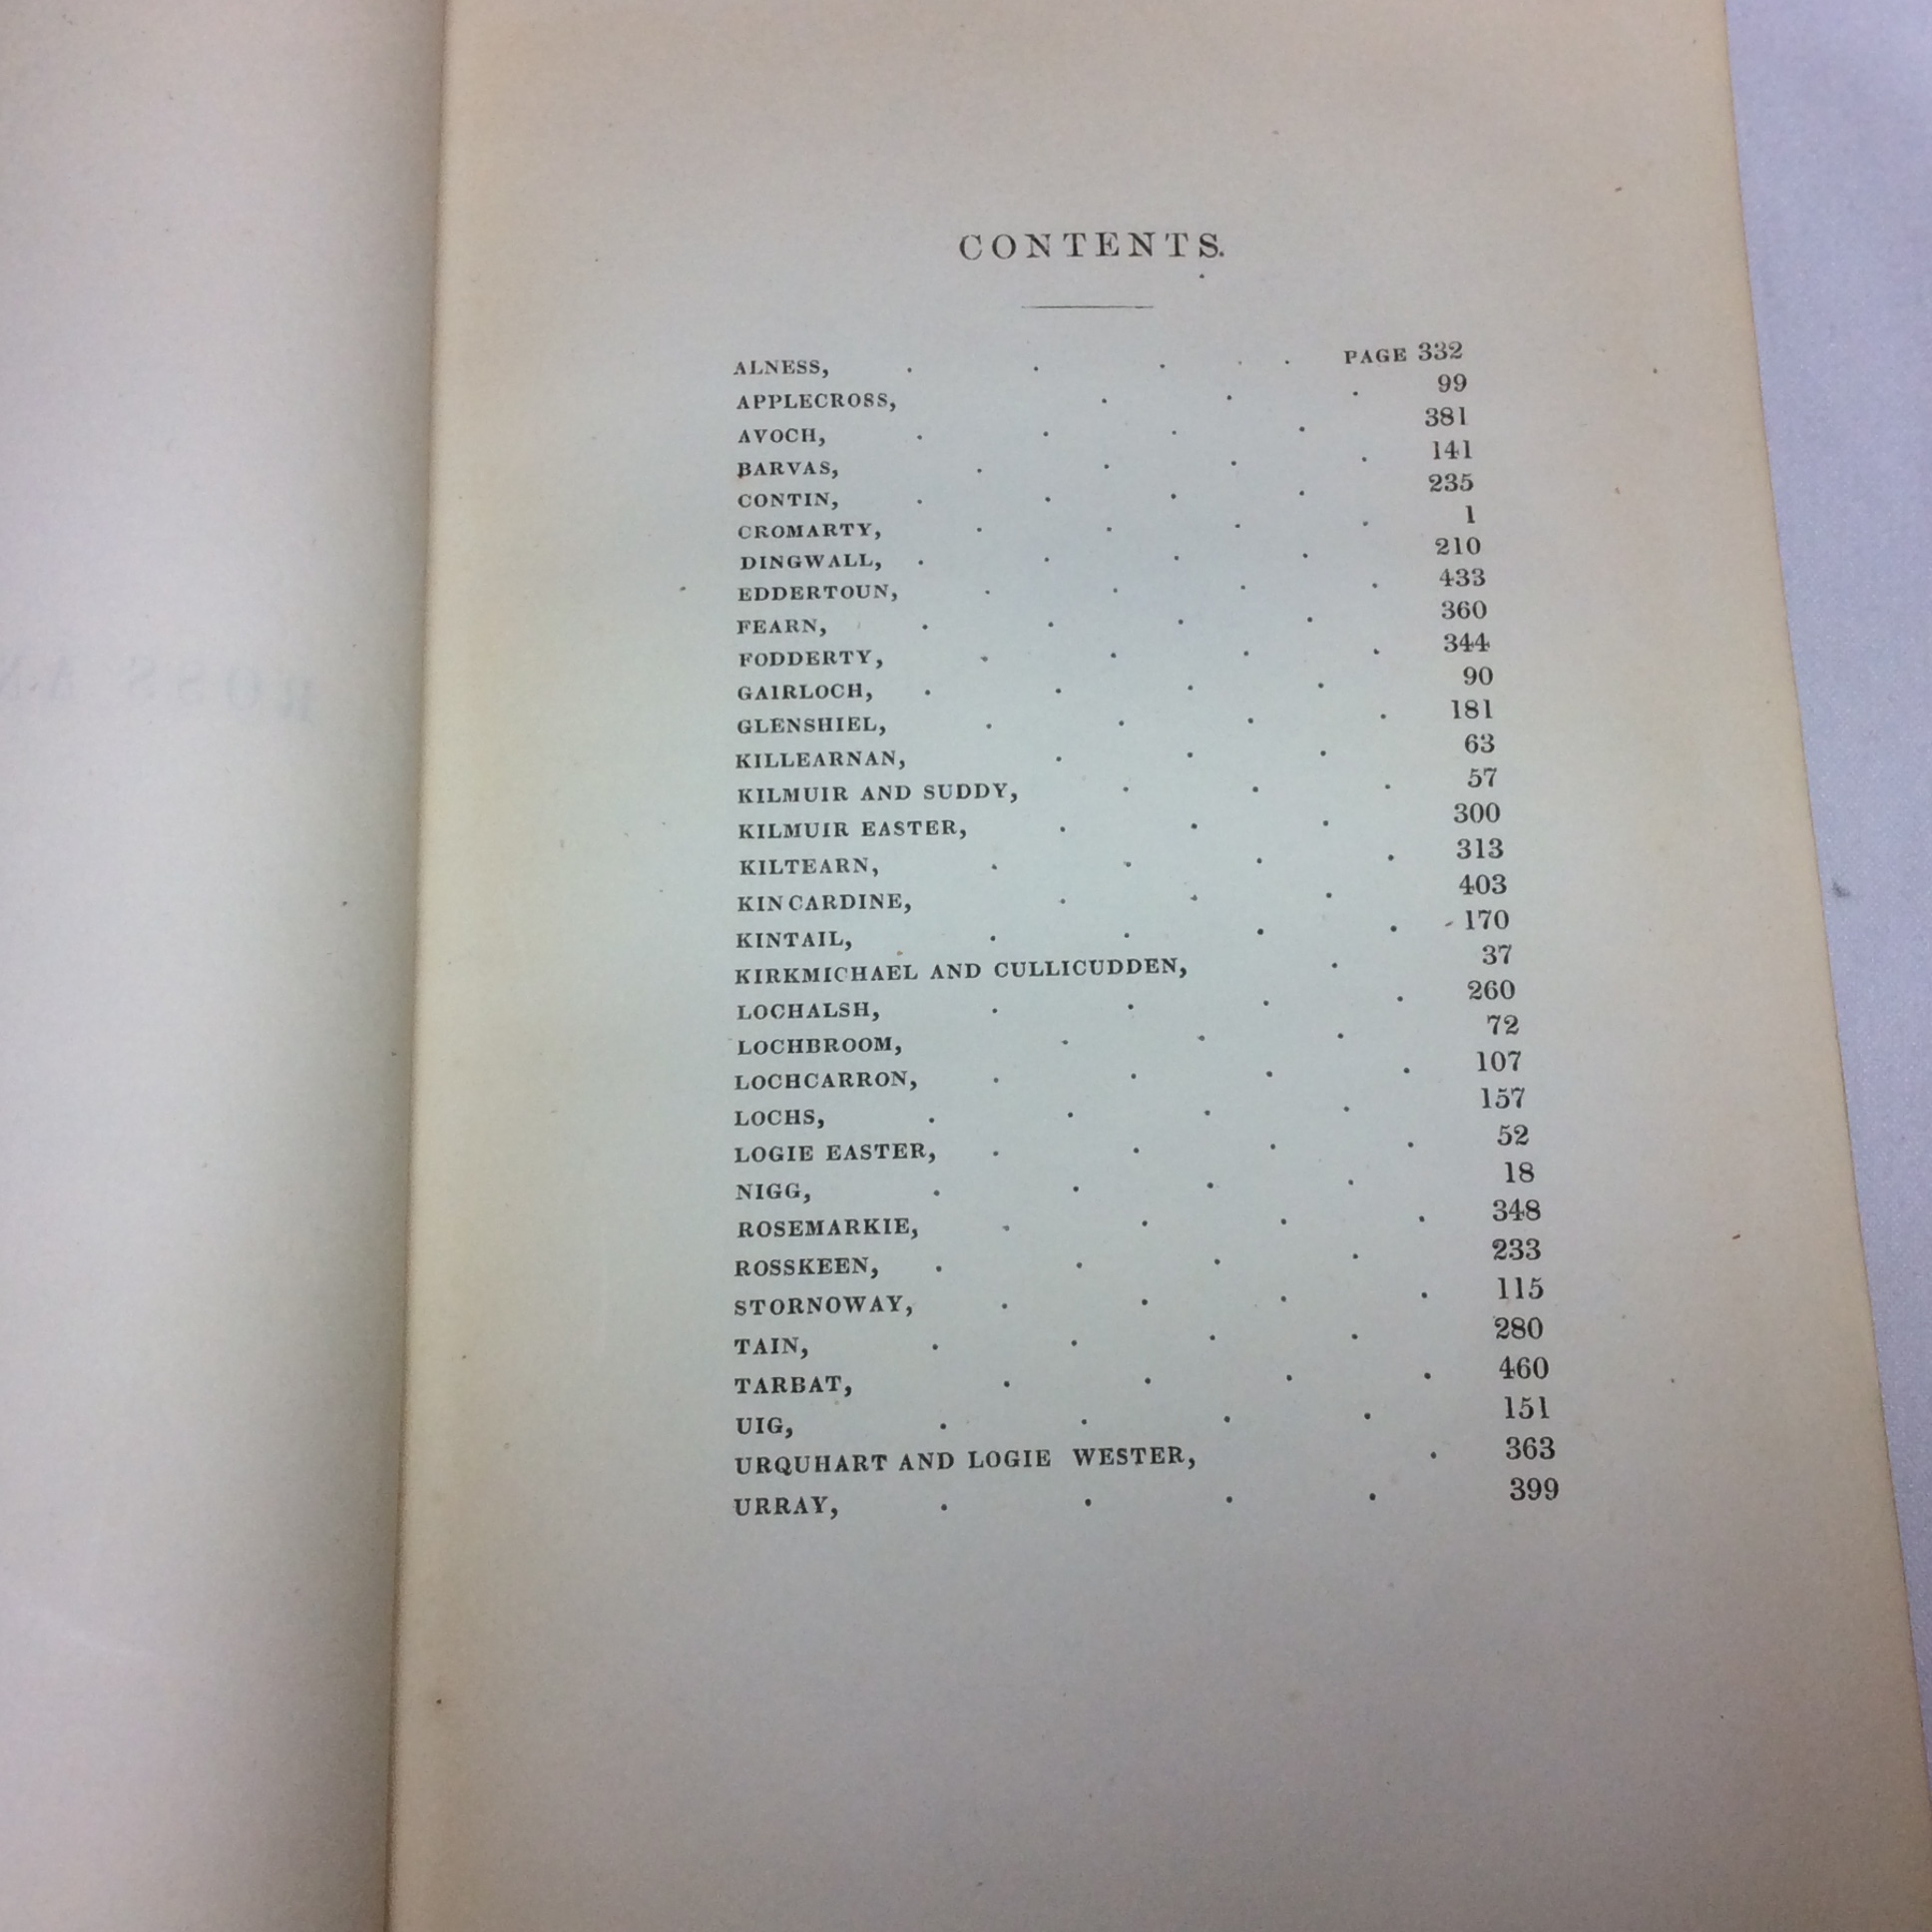 CONTENTS.
ALNESS, . . . . . PAGE 332
APPLECROSS, . . . 99
AVOCH, . . . . 381
BARVAS, . . . . 141
CONTIN, . . . . 235
CROMARTY, . . . . 1
DINGWALL, . . . . 210
EDDERTOUN, . . . . 433
FEARN, . . . . 360
FODDERTY, . . . . 344
GAIRLOCH, . . . . 90
GLENSHIEL, . . . . 181
KILLEARNAN, . . . 63
KILMUIR AND SUDDY, . . . 57
KILMUIR EASTER, . . . 300
KILTEARN, . . . . 313
KINCARDINE, . . . 403
KINTAIL, . . . . 170
KIRKMICHAEL AND CULLICUDDEN, . 37
LOCHALSH, . . . . 260
LOCHBROOM, . . . 72
LOCHCARRON, . . . . 107
LOCHS, . . . . 157
LOGIE EASTER, . . . . 52
NIGG, . . . . 18
ROSEMARKIE, . . . . 348
ROSSKEEN, . . . . 233
STORNOWAY, . . . . 115
TAIN, . . . . 280
TARBAT, . . . . 460
UIG, . . . . 151
URQUHART AND LOGIE WESTER, . 363
URRAY, . . . . 399